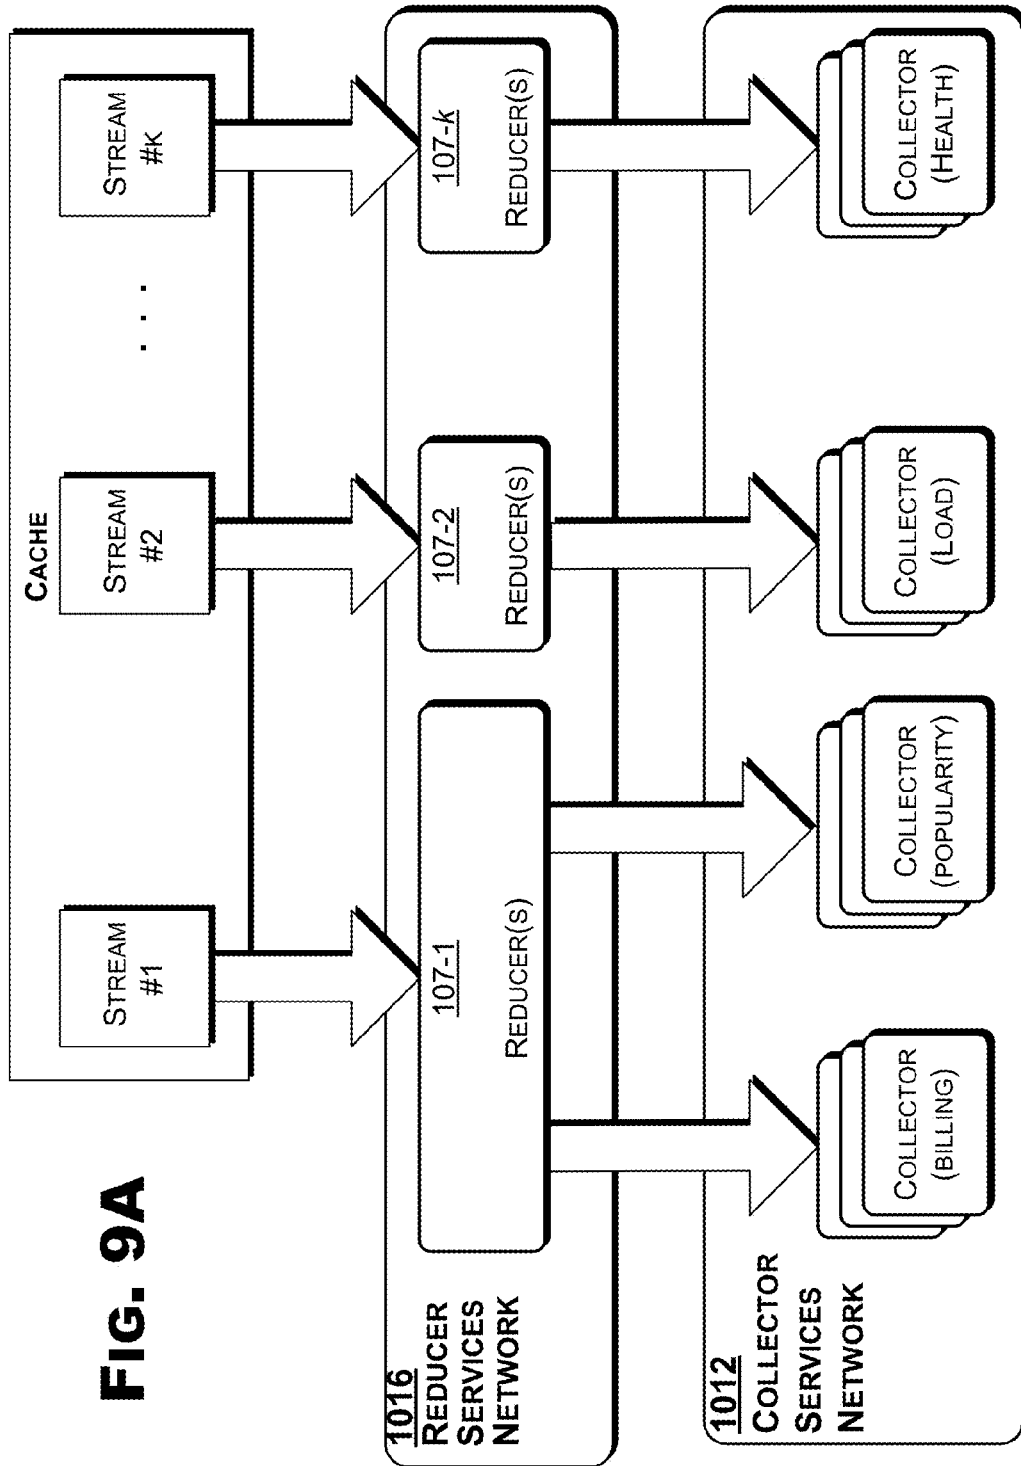 CACHE
STREAM
#1
STREAM
#2
. . .
STREAM
#K
FIG. 9A
1016
REDUCER
SERVICES
NETWORK
107-1
REDUCER(S)
107-2
REDUCER(S)
107-k
REDUCER(S)
1012
COLLECTOR
SERVICES
NETWORK
COLLECTOR
(BILLING)
COLLECTOR
(POPULARITY)
COLLECTOR
(LOAD)
COLLECTOR
(HEALTH)